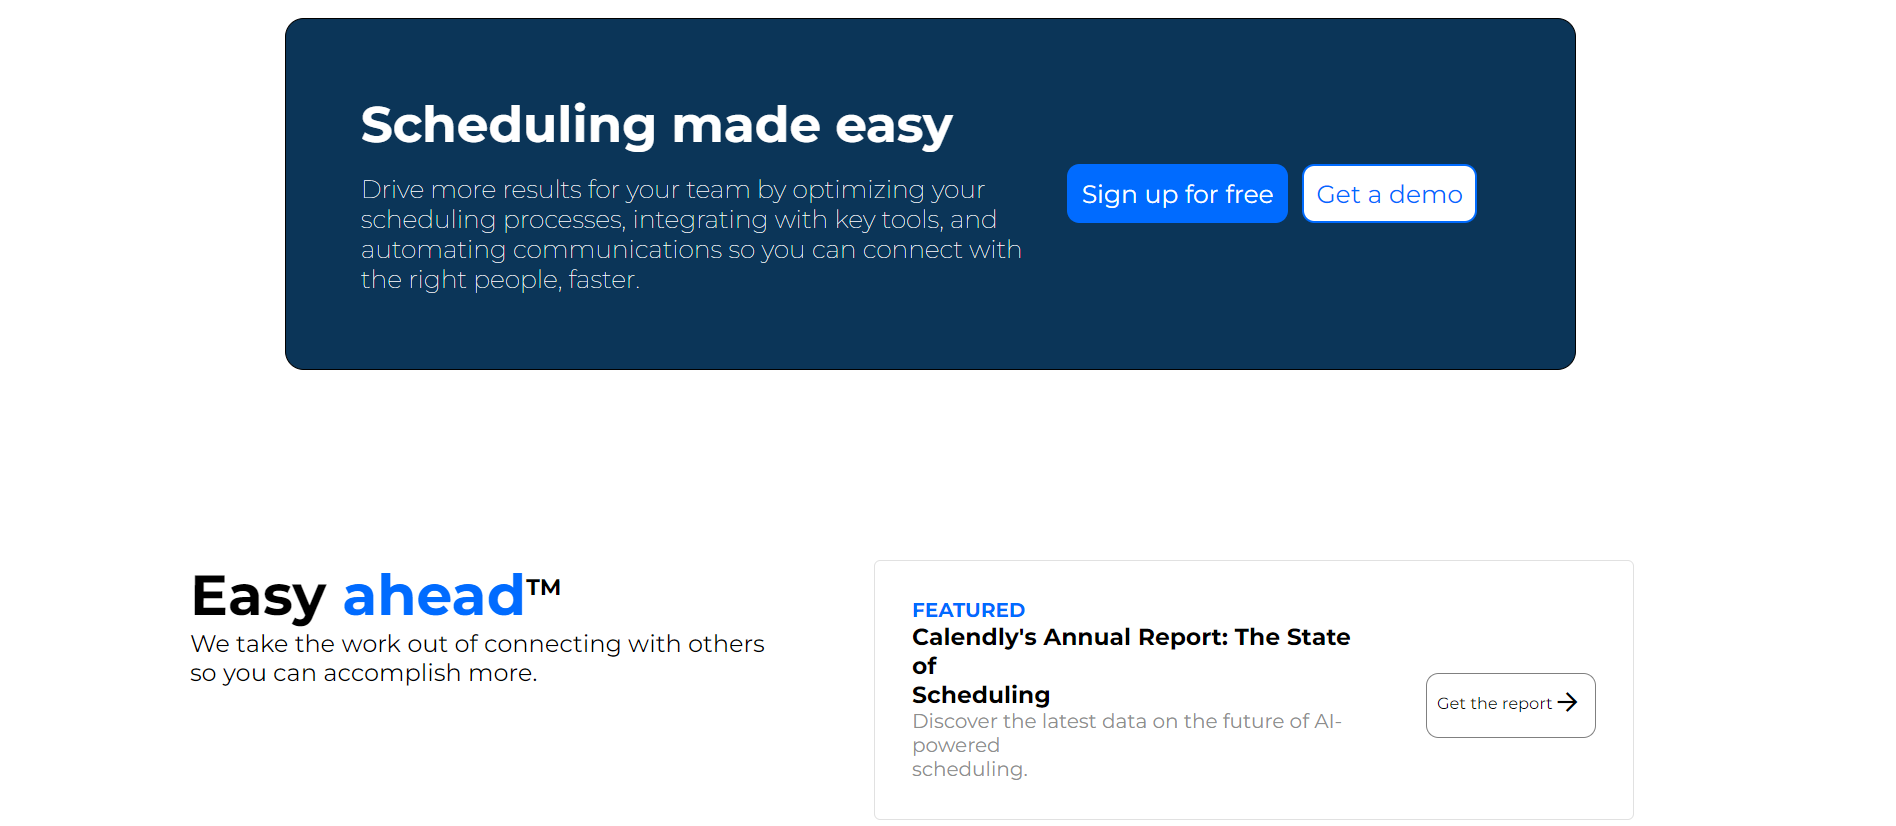 Scheduling made easy
Drive more results for your team by optimizing your
scheduling processes, integrating with key tools, and
automating communications so you can connect with
the right people, faster.
Sign up for free
Get a demo
Easy ahead™
We take the work out of connecting with others
so you can accomplish more.
FEATURED
Calendly's Annual Report: The State
of
Scheduling
Discover the latest data on the future of AI-
powered
scheduling.
Get the report